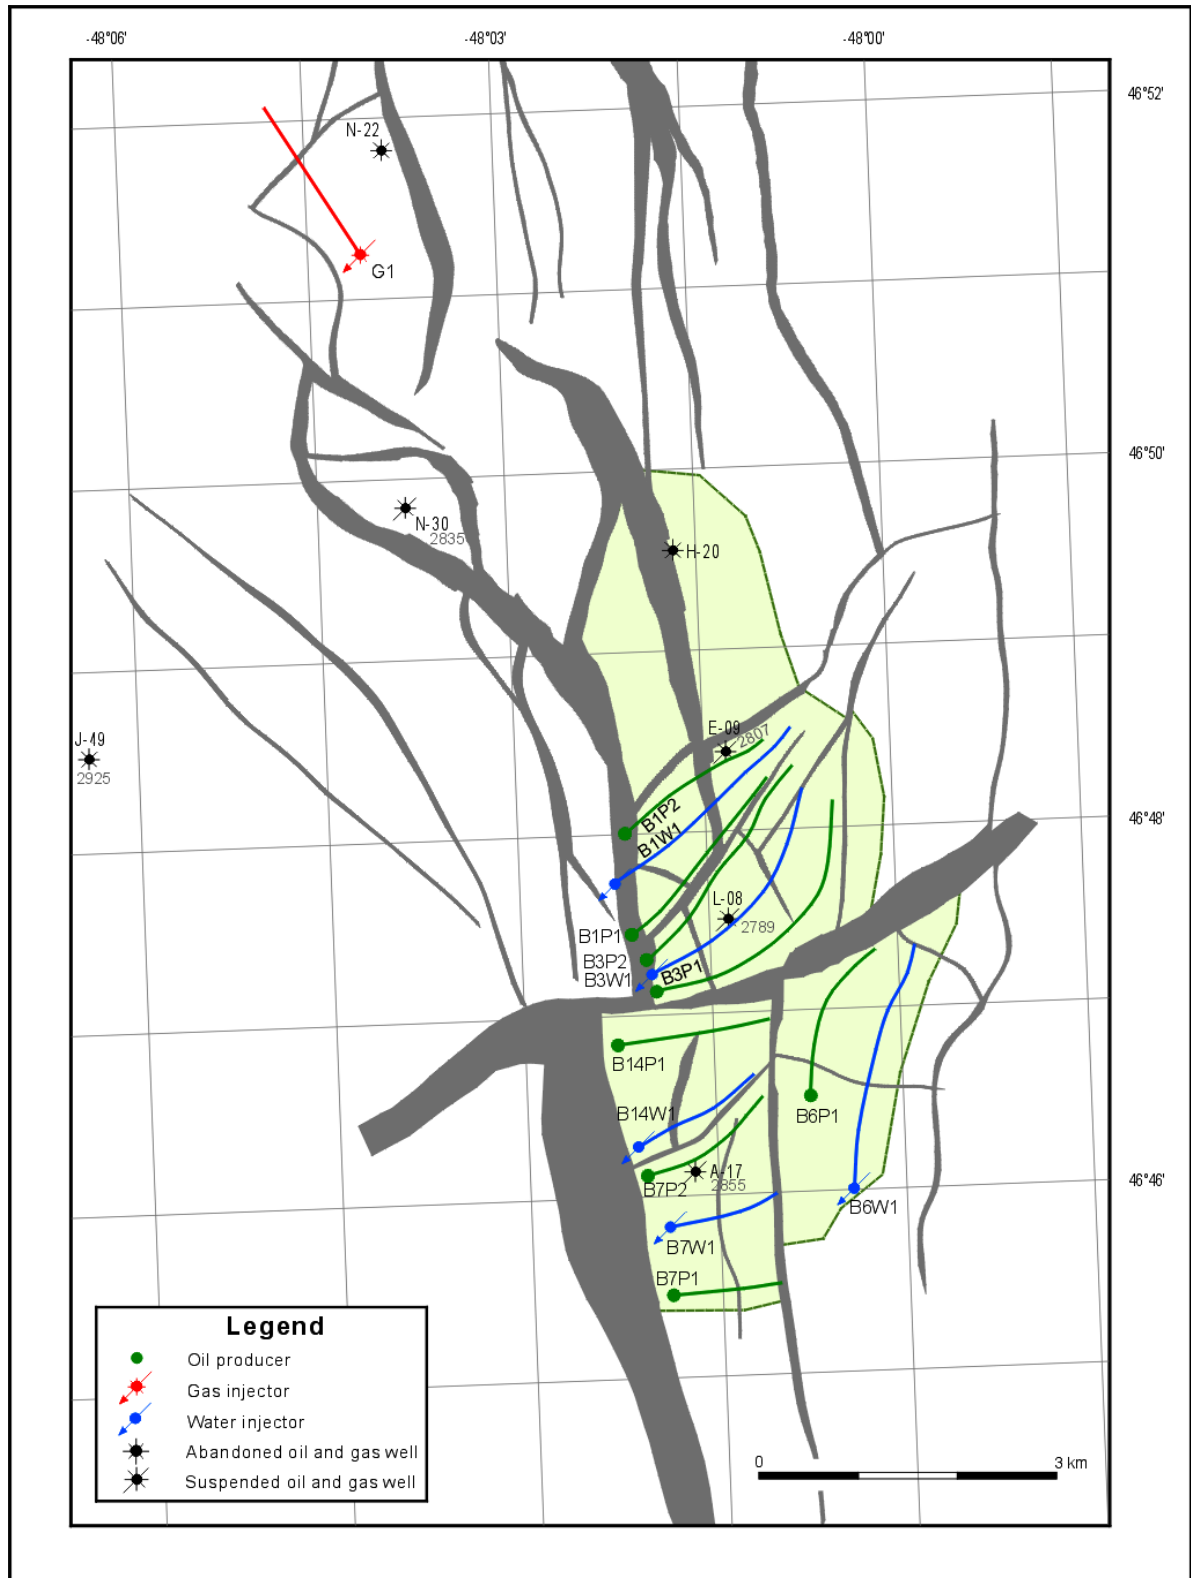 -48°06'
-48°03'
-48°00'
46°52'
N-22
G1
46°50'
N-30
2835
H-20
E-09
2807
J-49
2925
B1P2
B1W1
46°48'
L-08
2789
B1P1
B3P2
B3W1
B3P1
B14P1
B14W1
B6P1
A-17
2855
46°46'
B7P2
B6W1
B7W1
B7P1
Legend
Oil producer
Gas injector
Water injector
Abandoned oil and gas well
Suspended oil and gas well
0
3 km